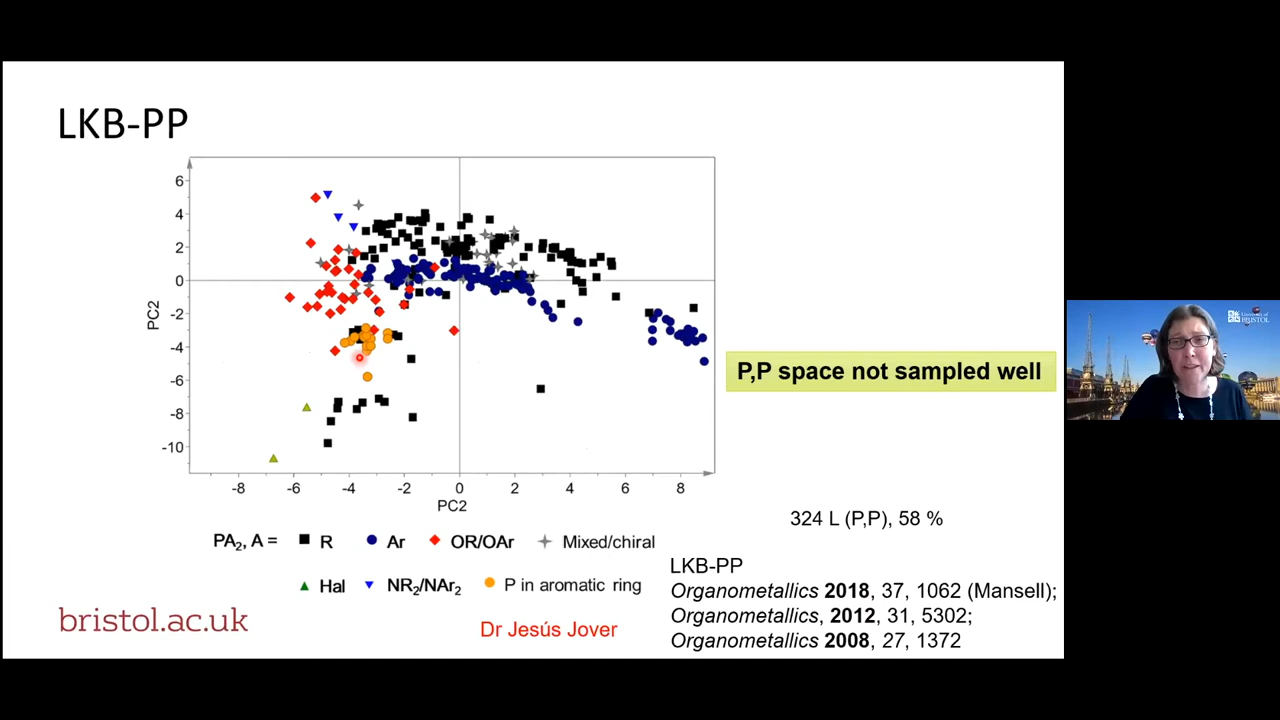 LKB-PP
6
4
2
0
-2
-4
-6
-8
-10
PC2
-8 -6 -4 -2 0 2 4 6 8
PC2
PA2, A = R Ar OR/OAr Mixed/chiral
Hal NR2/NAr2 P in aromatic ring
P,P space not sampled well
324 L (P,P), 58 %
LKB-PP
Organometallics 2018, 37, 1062 (Mansell);
Organometallics, 2012, 31, 5302;
Organometallics 2008, 27, 1372
Dr Jesús Jover
bristol.ac.uk
University of
BRISTOL